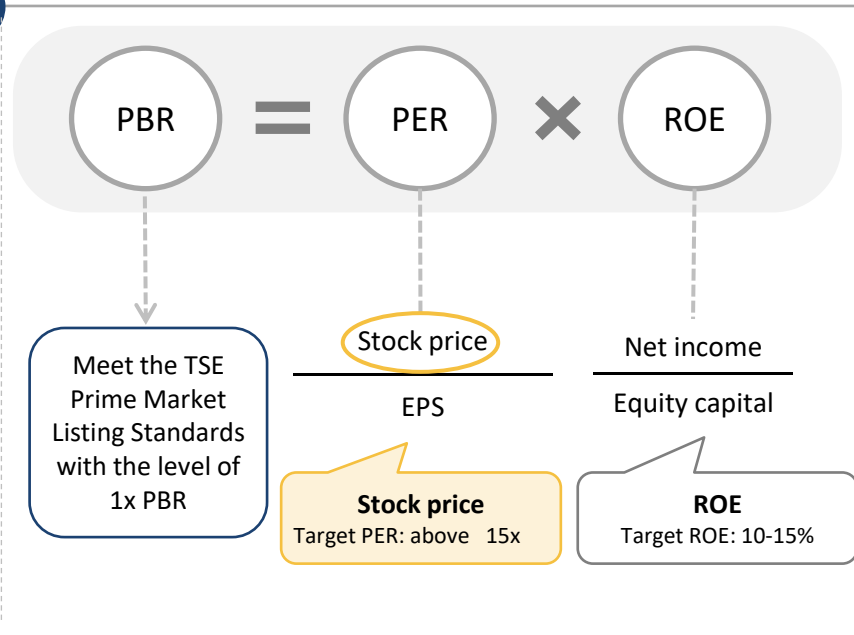 PBR = PER × ROE
Meet the TSE
Prime Market
Listing Standards
with the level of
1x PBR
Stock price
EPS
Net income
Equity capital
Stock price
Target PER: above 15x
ROE
Target ROE: 10-15%